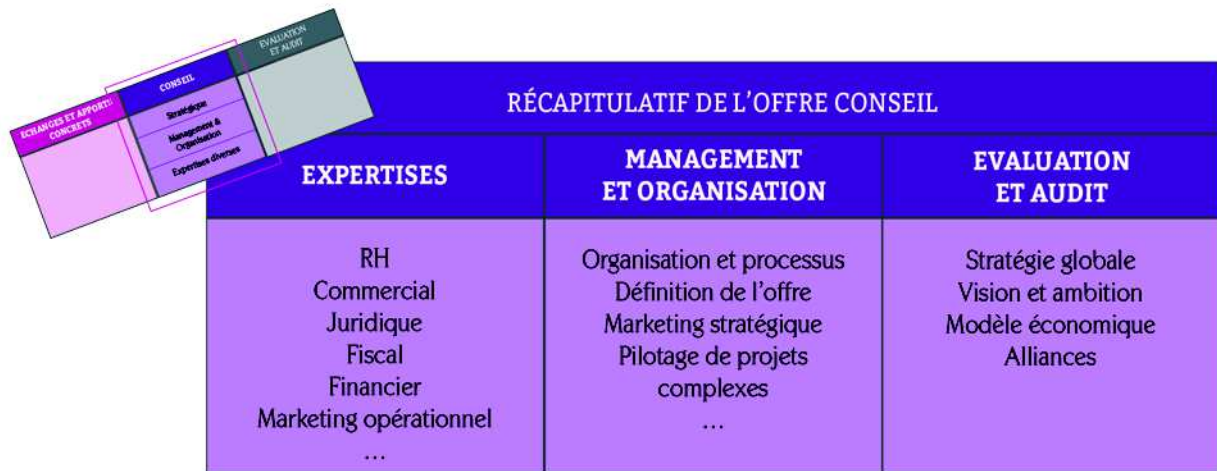 ECHANGES ET APPORTS
CONCRETS
CONSEIL
Stratégique
Management &
Organisation
Expertises diverses
EVALUATION
ET AUDIT
RÉCAPITULATIF DE L’OFFRE CONSEIL
EXPERTISES
RH
Commercial
Juridique
Fiscal
Financier
Marketing opérationnel
...
MANAGEMENT
ET ORGANISATION
Organisation et processus
Définition de l’offre
Marketing stratégique
Pilotage de projets
complexes
...
EVALUATION
ET AUDIT
Stratégie globale
Vision et ambition
Modèle économique
Alliances